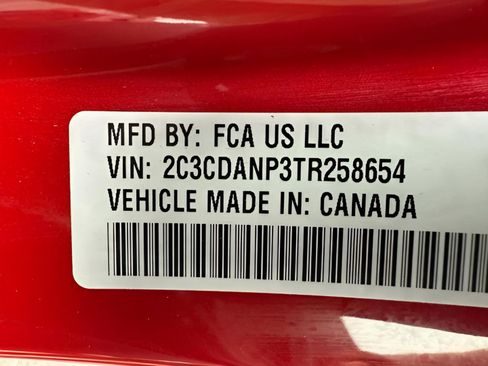 MFD BY: FCA US LLC
VIN: 2C3CDANP3TR258654
VEHICLE MADE IN: CANADA